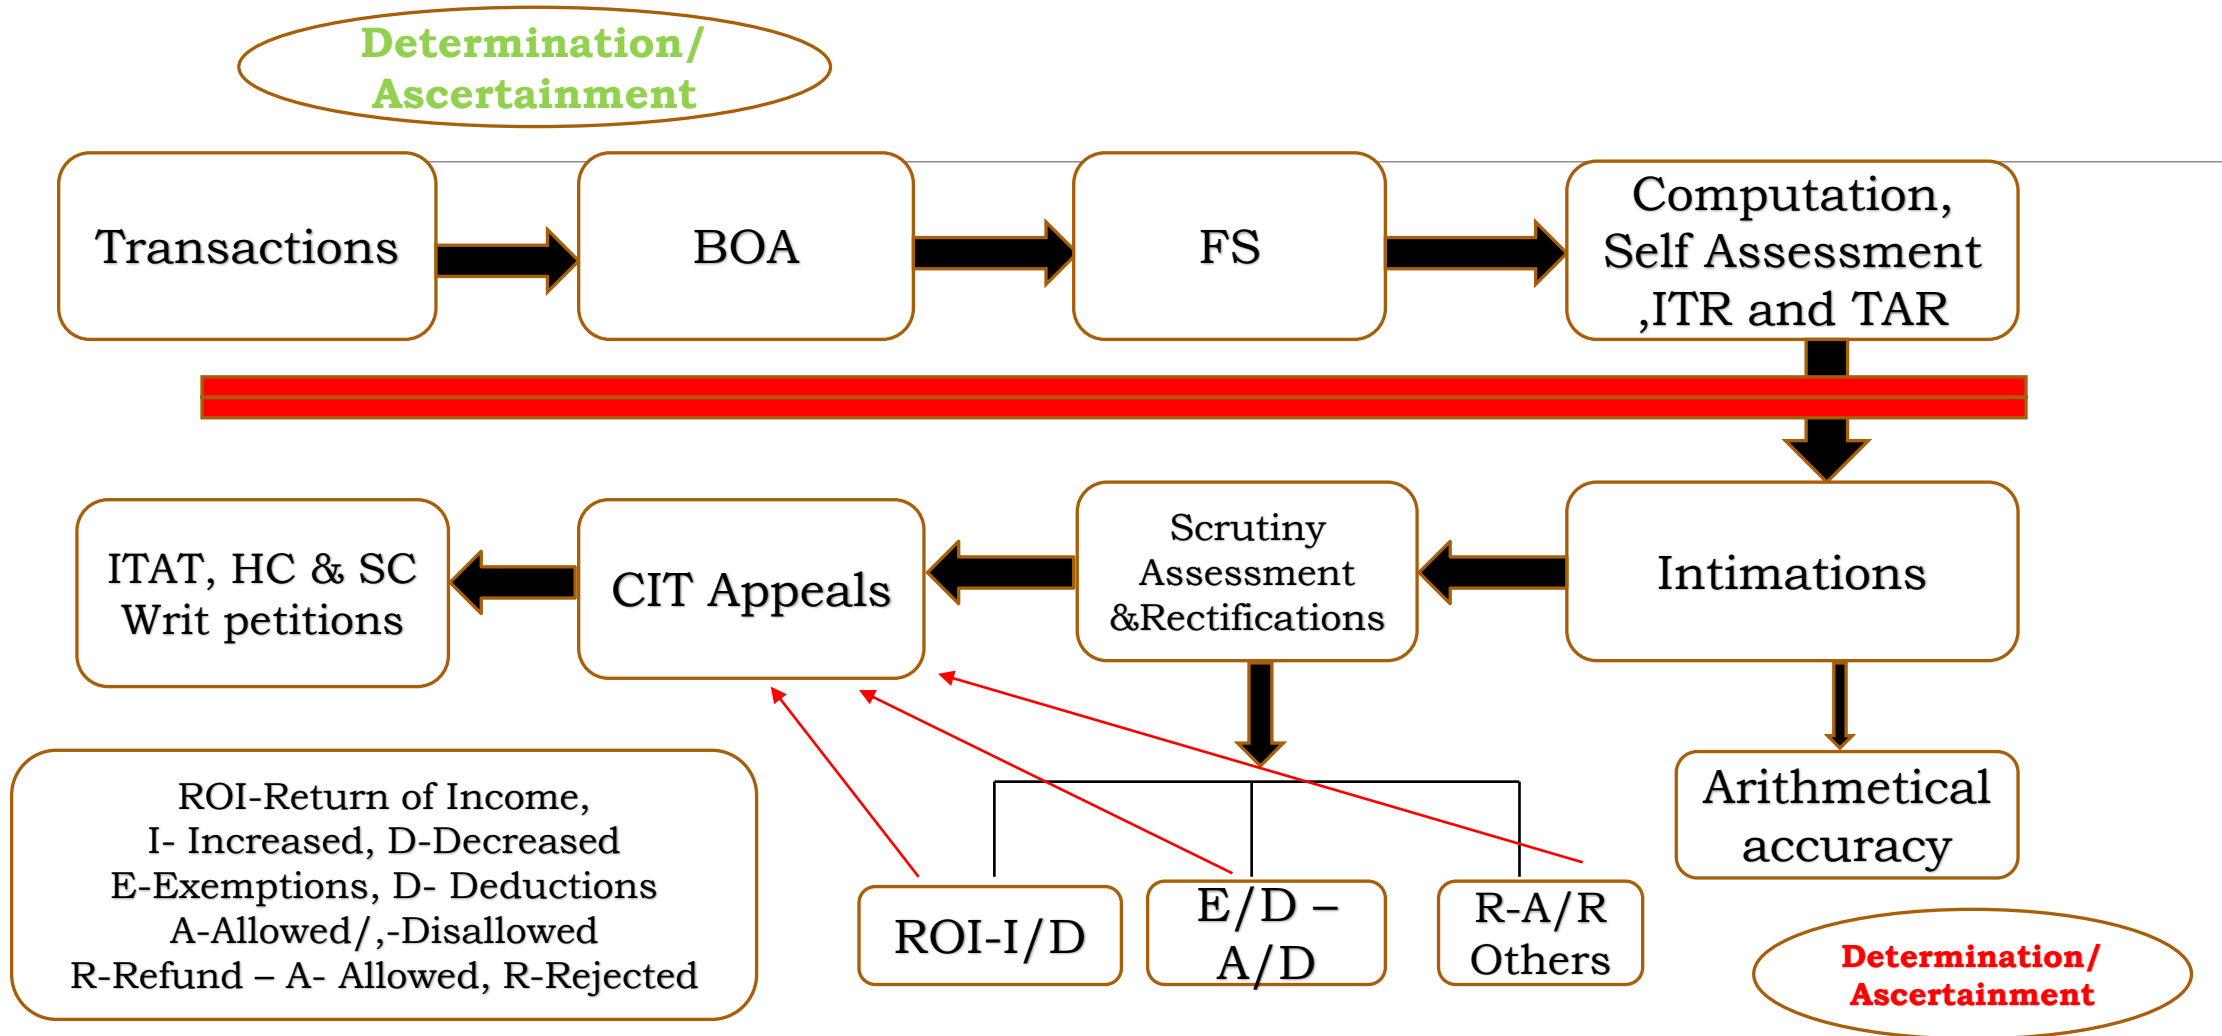 Determination/
Ascertainment
Transactions
BOA
FS
Computation,
Self Assessment
,ITR and TAR
ITAT, HC & SC
Writ petitions
CIT Appeals
Scrutiny
Assessment
&Rectifications
Intimations
ROI-Return of Income,
I- Increased, D-Decreased
E-Exemptions, D- Deductions
A-Allowed/,-Disallowed
R-Refund – A- Allowed, R-Rejected
ROI-I/D
E/D –
A/D
R-A/R
Others
Arithmetical
accuracy
Determination/
Ascertainment